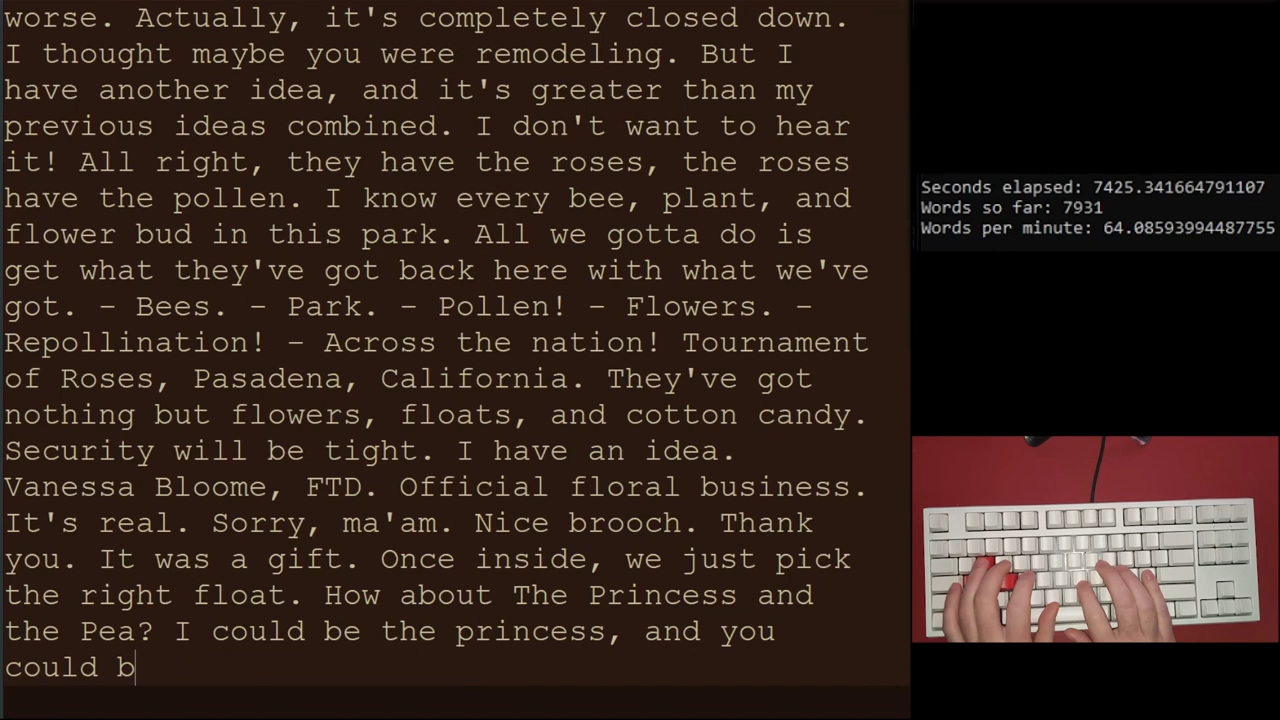 worse. Actually, it's completely closed down.
I thought maybe you were remodeling. But I
have another idea, and it's greater than my
previous ideas combined. I don't want to hear
it! All right, they have the roses, the roses
have the pollen. I know every bee, plant, and
flower bud in this park. All we gotta do is
get what they've got back here with what we've
got. - Bees. - Park. - Pollen! - Flowers. -
Repollination! - Across the nation! Tournament
of Roses, Pasadena, California. They've got
nothing but flowers, floats, and cotton candy.
Security will be tight. I have an idea.
Vanessa Bloome, FTD. Official floral business.
It's real. Sorry, ma'am. Nice brooch. Thank
you. It was a gift. Once inside, we just pick
the right float. How about The Princess and
the Pea? I could be the princess, and you
could b
Seconds elapsed: 7425.341664791107
Words so far: 7931
Words per minute: 64.08593994487755